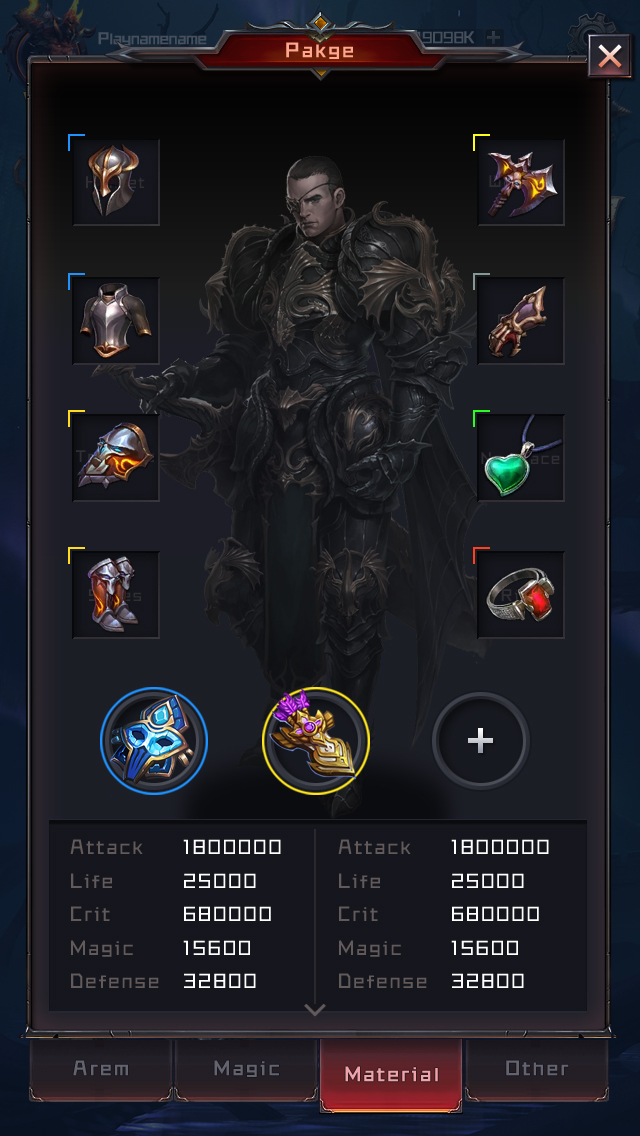 Playnamename
9098K
Pakge
Attack 1800000 Attack 1800000
Life 25000 Life 25000
Crit 680000 Crit 680000
Magic 15600 Magic 15600
Defense 32800 Defense 32800
Arem Magic Material Other